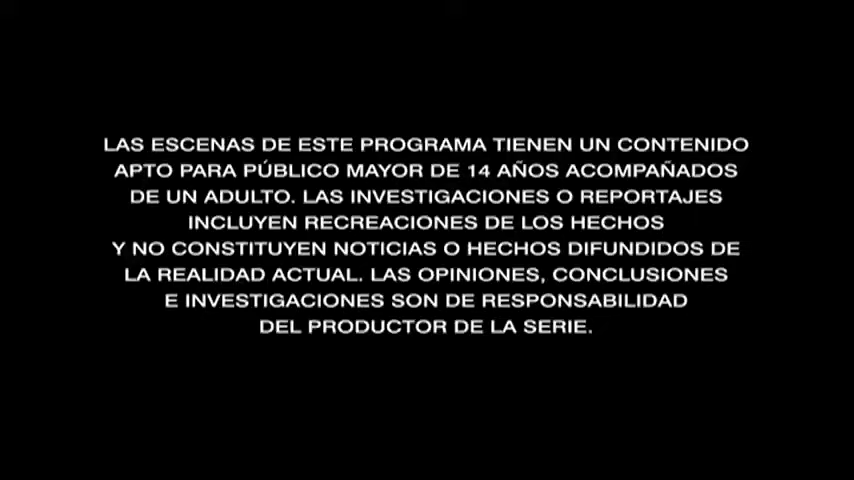 LAS ESCENAS DE ESTE PROGRAMA TIENEN UN CONTENIDO
APTO PARA PÚBLICO MAYOR DE 14 AÑOS ACOMPAÑADOS
DE UN ADULTO. LAS INVESTIGACIONES O REPORTAJES
INCLUYEN RECREACIONES DE LOS HECHOS
Y NO CONSTITUYEN NOTICIAS O HECHOS DIFUNDIDOS DE
LA REALIDAD ACTUAL. LAS OPINIONES, CONCLUSIONES
E INVESTIGACIONES SON DE RESPONSABILIDAD
DEL PRODUCTOR DE LA SERIE.